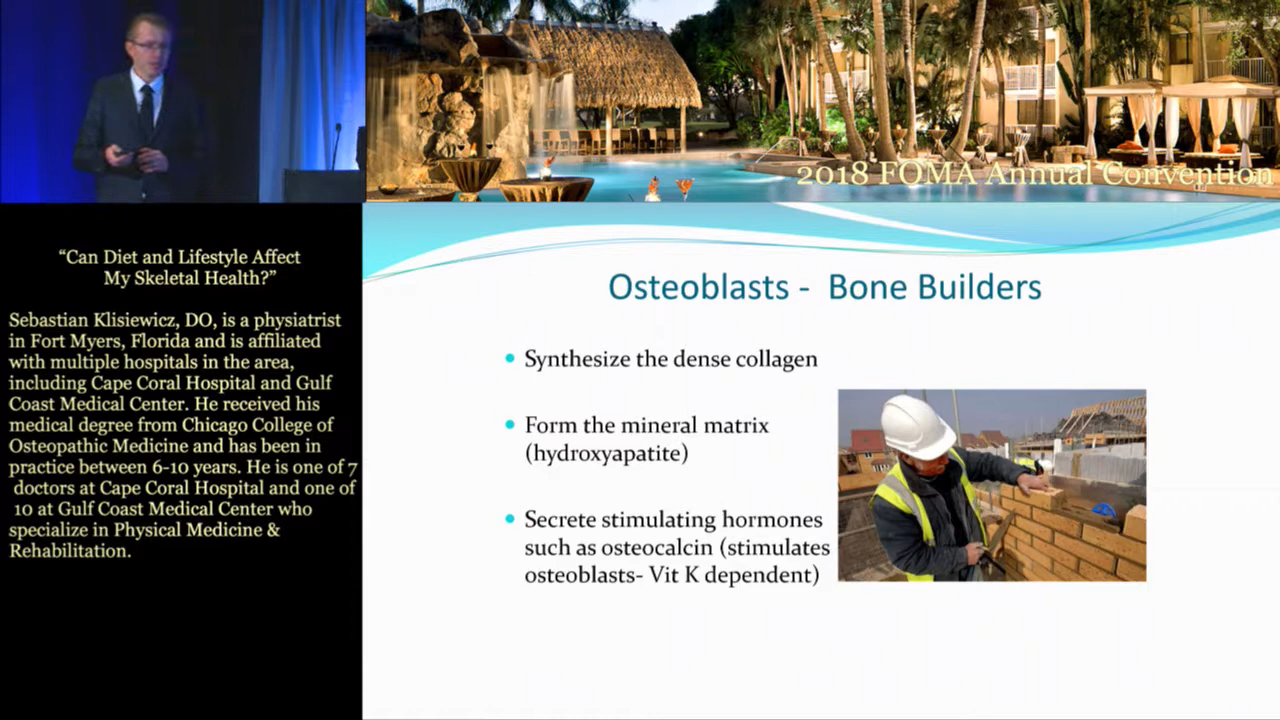 2018 FOMA Annual Convention
“Can Diet and Lifestyle Affect
My Skeletal Health?”
Sebastian Klisiewicz, DO, is a physiatrist
in Fort Myers, Florida and is affiliated
with multiple hospitals in the area,
including Cape Coral Hospital and Gulf
Coast Medical Center. He received his
medical degree from Chicago College of
Osteopathic Medicine and has been in
practice between 6-10 years. He is one of 7
doctors at Cape Coral Hospital and one of
10 at Gulf Coast Medical Center who
specialize in Physical Medicine &
Rehabilitation.
Osteoblasts - Bone Builders
• Synthesize the dense collagen
• Form the mineral matrix
(hydroxyapatite)
• Secrete stimulating hormones
such as osteocalcin (stimulates
osteoblasts- Vit K dependent)